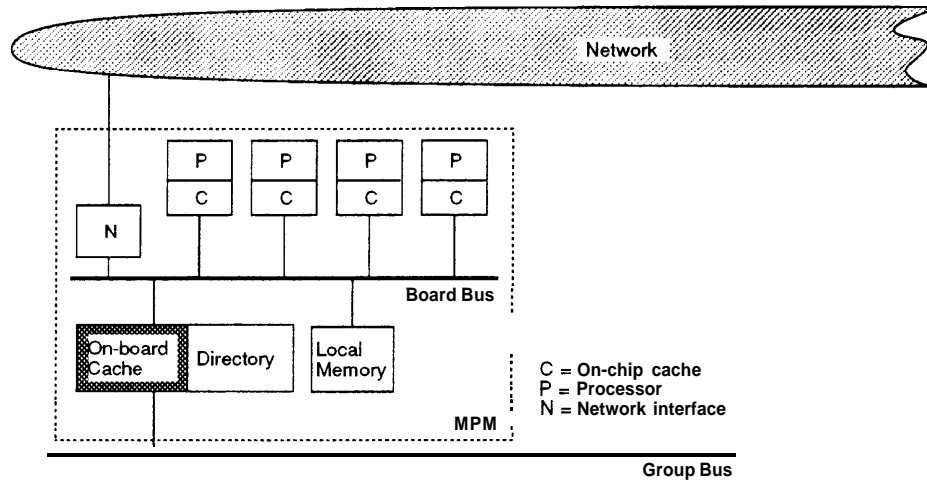 Network
P
P
P
P
C
C
C
C
N
Board Bus
On-board
Cache
Directory
Local
Memory
MPM
C = On-chip cache
P = Processor
N = Network interface
Group Bus